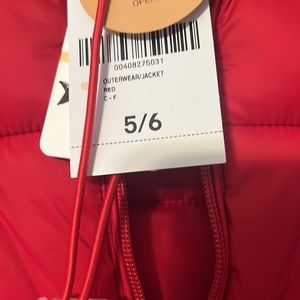 00408275031
OUTERWEAR/JACKET
RED
C - F
5/6